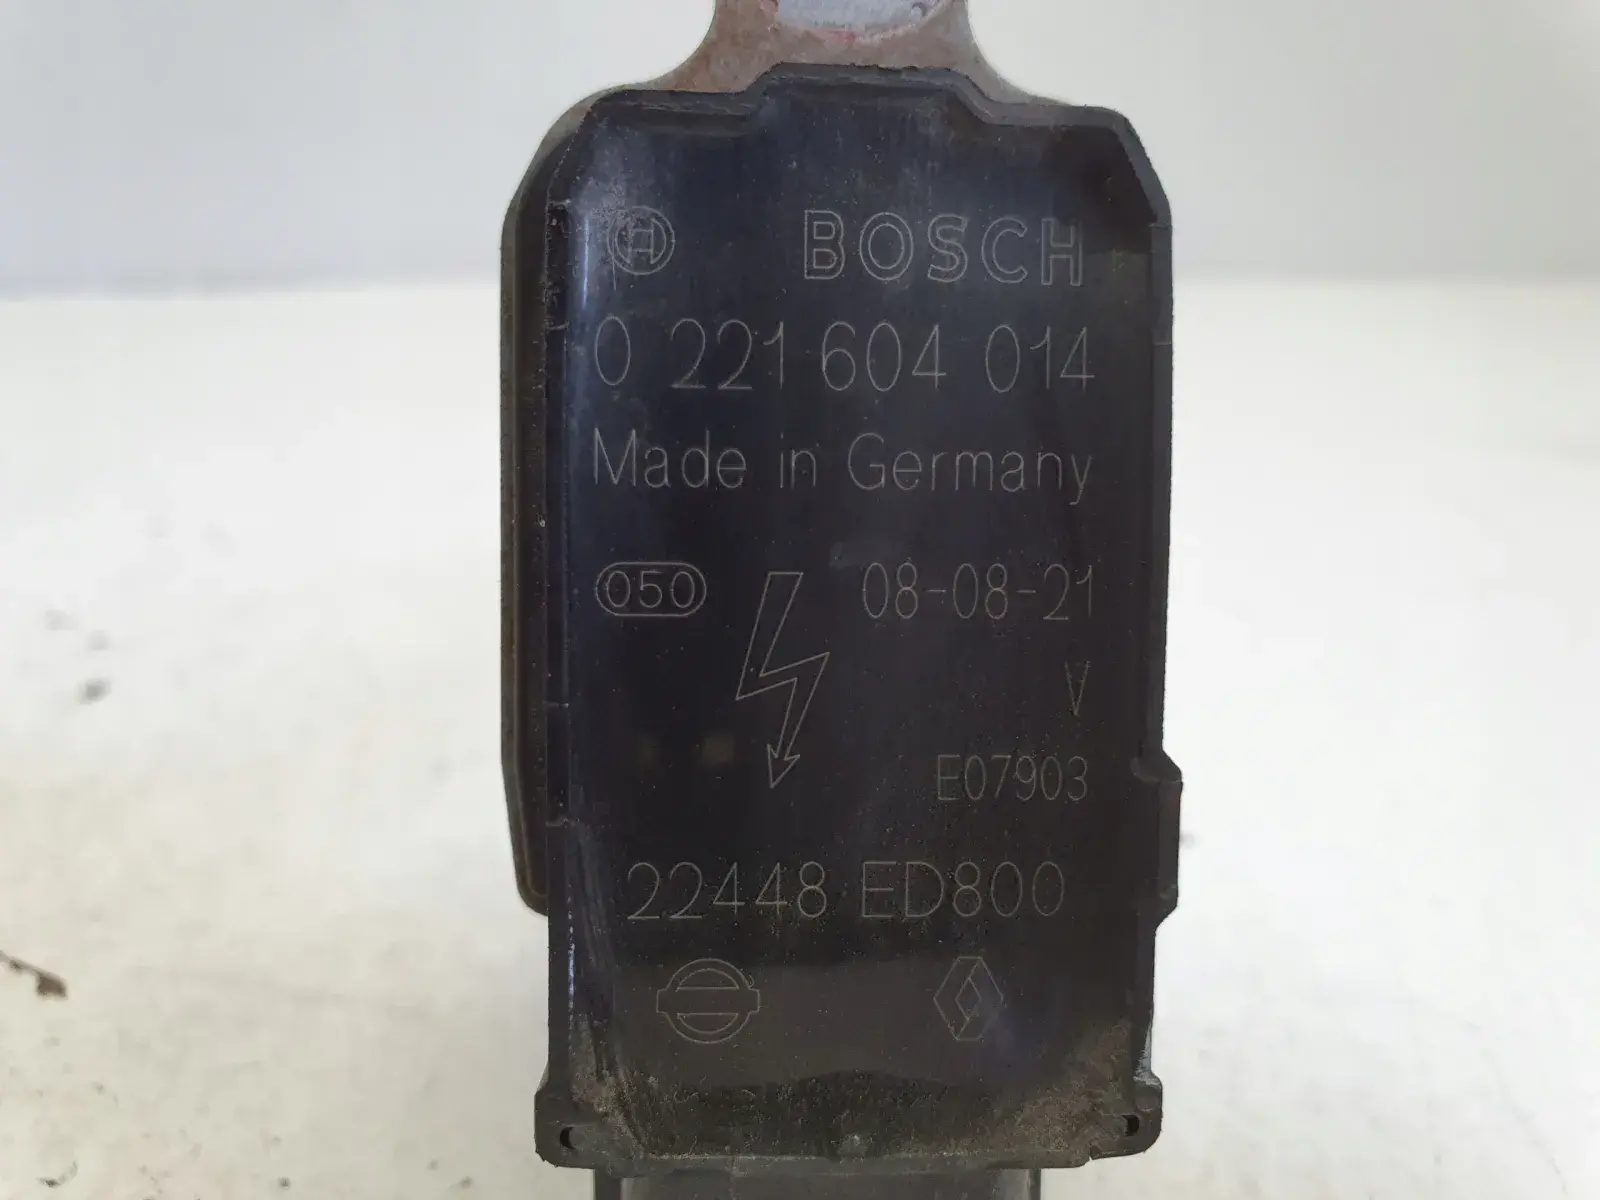 H BOSCH
0 221 604 014
Made in Germany
050 08-08-21
V
E07903
22448 ED800